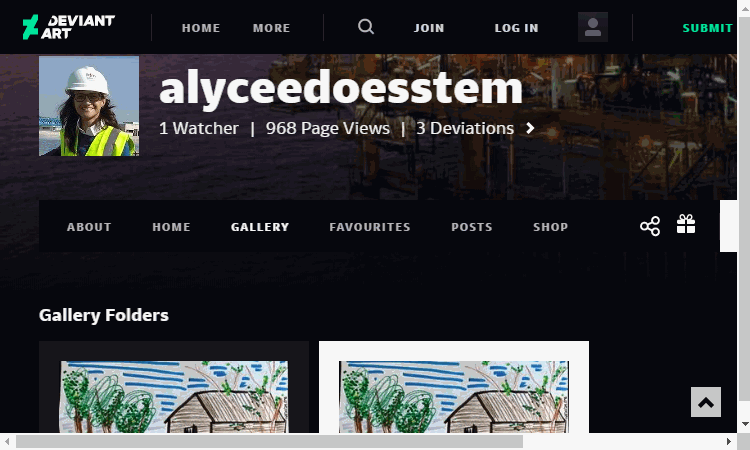 DEVIANT ART
HOME MORE JOIN LOG IN SUBMIT
alyceedoesstem
1 Watcher | 968 Page Views | 3 Deviations
ABOUT HOME GALLERY FAVOURITES POSTS SHOP
Gallery Folders